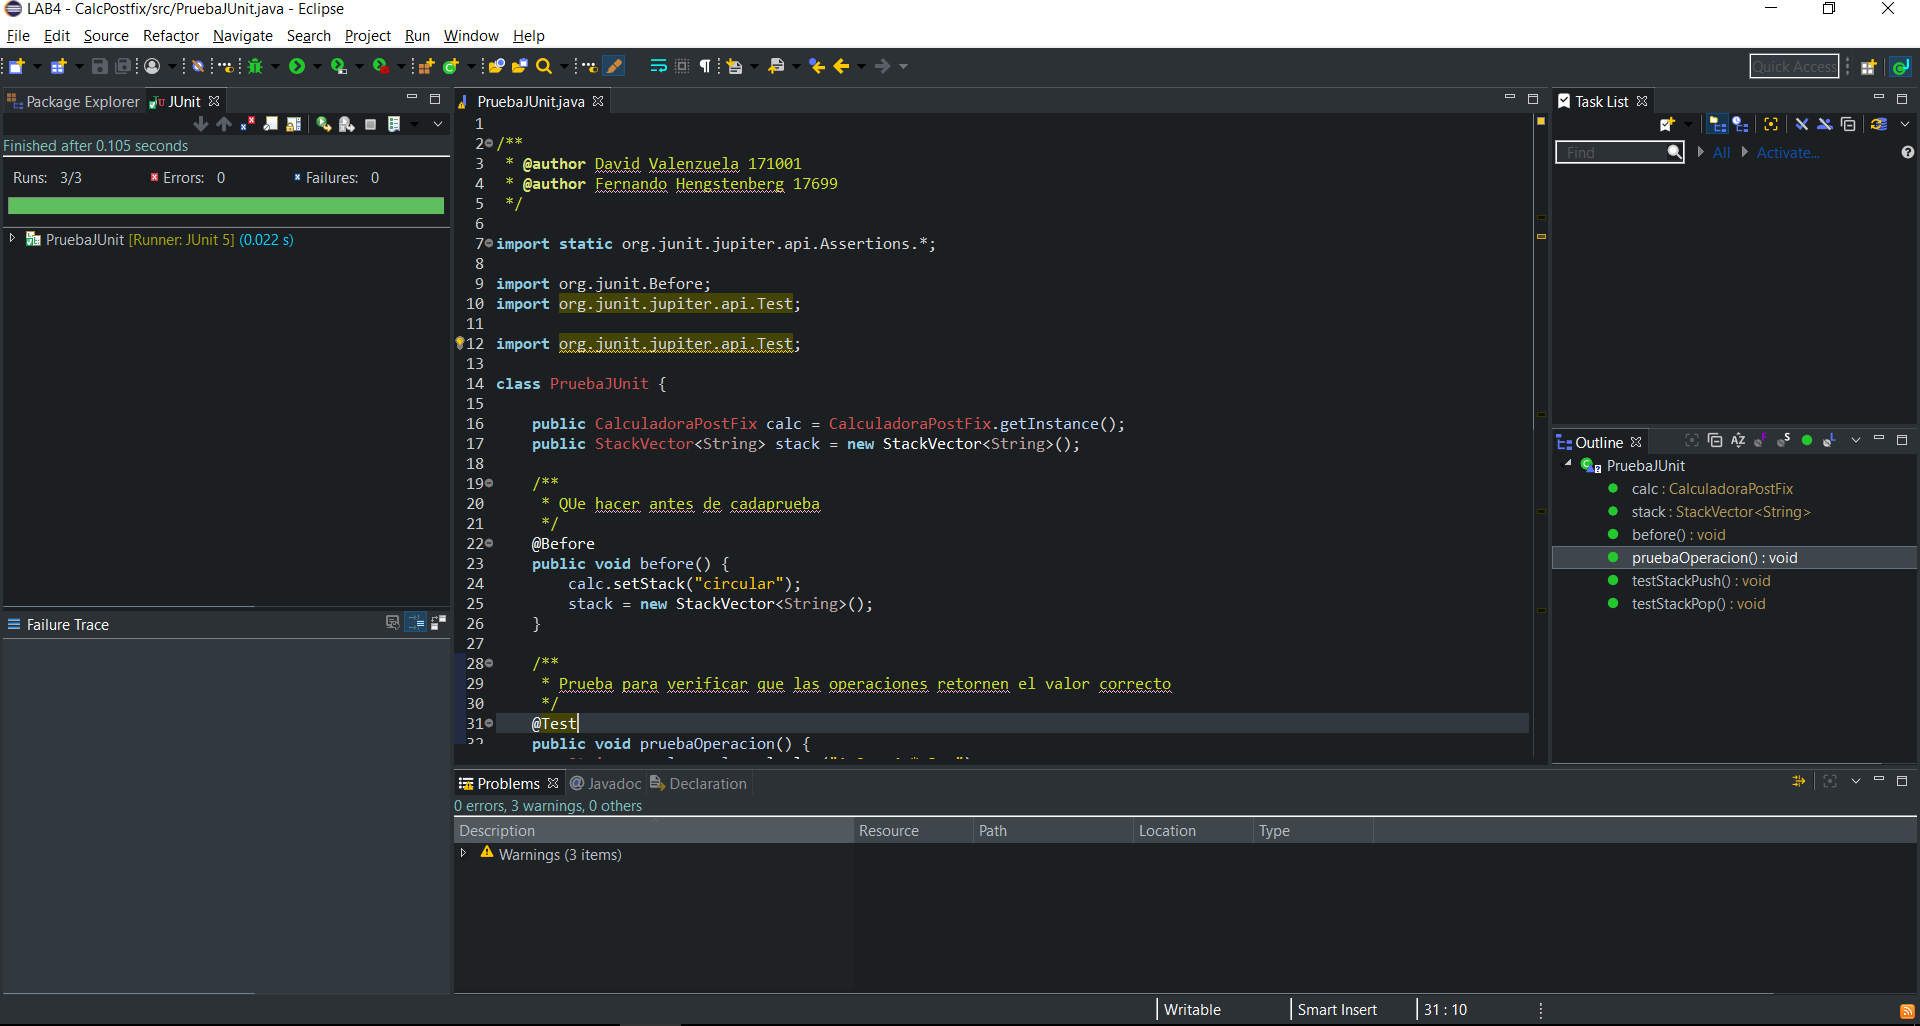 LAB4 - CalcPostfix/src/PruebaJUnit.java - Eclipse
File Edit Source Refactor Navigate Search Project Run Window Help
Quick Access
Package Explorer JUnit
Finished after 0.105 seconds
Runs: 3/3 Errors: 0 Failures: 0
PruebaJUnit [Runner: JUnit 5] (0.022 s)
Failure Trace
PruebaJUnit.java
1
2 /**
3 * @author David Valenzuela 171001
4 * @author Fernando Hengstenberg 17699
5 */
6
7 import static org.junit.jupiter.api.Assertions.*;
8
9 import org.junit.Before;
10 import org.junit.jupiter.api.Test;
11
12 import org.junit.jupiter.api.Test;
13
14 class PruebaJUnit {
15
16 public CalculadoraPostFix calc = CalculadoraPostFix.getInstance();
17 public StackVector<String> stack = new StackVector<String>();
18
19 /**
20 * QUe hacer antes de cadaprueba
21 */
22 @Before
23 public void before() {
24 calc.setStack("circular");
25 stack = new StackVector<String>();
26 }
27
28 /**
29 * Prueba para verificar que las operaciones retornen el valor correcto
30 */
31 @Test
32 public void pruebaOperacion() {
Task List
Find All Activate...
Outline
PruebaJUnit
calc : CalculadoraPostFix
stack : StackVector<String>
before() : void
pruebaOperacion() : void
testStackPush() : void
testStackPop() : void
Problems Javadoc Declaration
0 errors, 3 warnings, 0 others
Description Resource Path Location Type
Warnings (3 items)
Writable Smart Insert 31 : 10